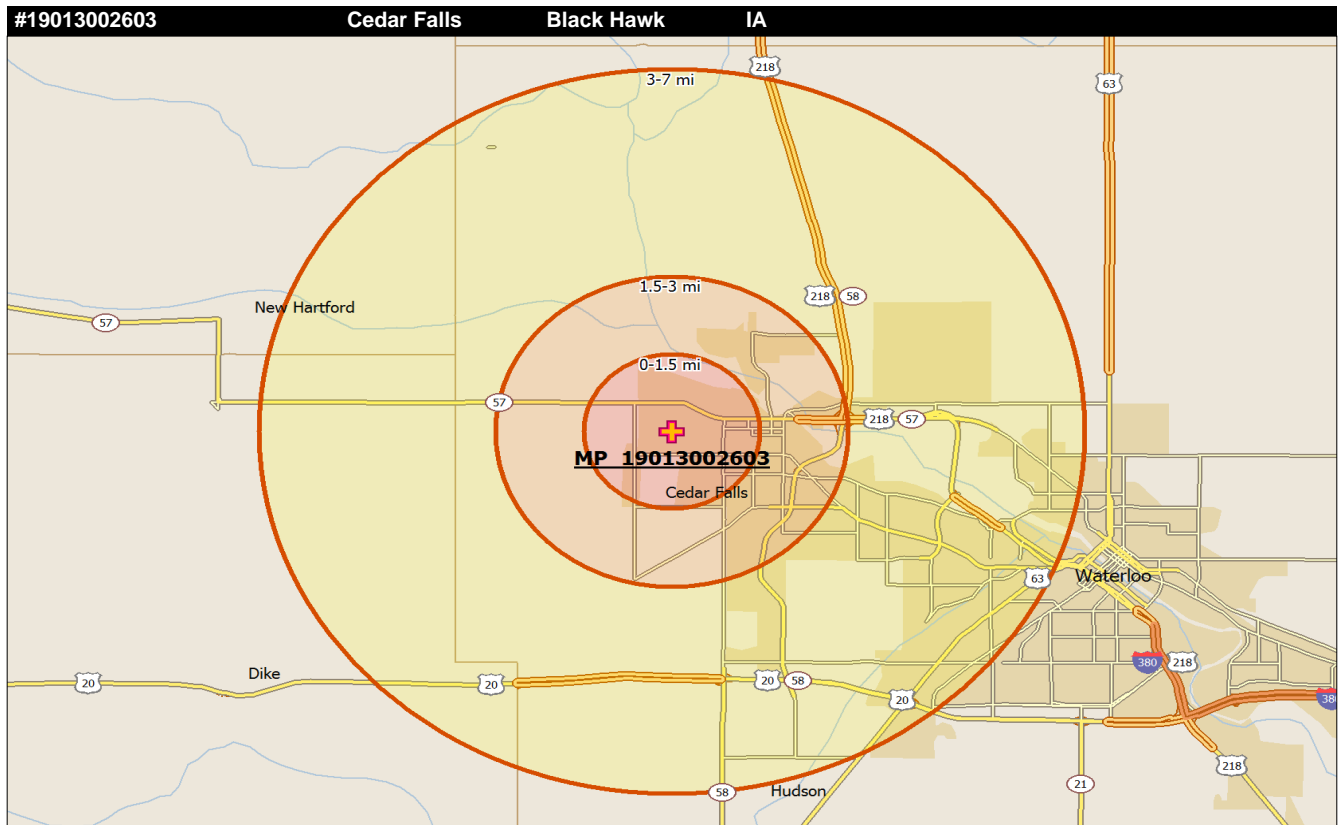 #19013002603 Cedar Falls Black Hawk IA
218
3-7 mi
63
1.5-3 mi
218 58
New Hartford
57
0-1.5 mi
57
218 57
MP 19013002603
Cedar Falls
63
Waterloo
380 218
Dike
20
20
20 58
20
380
218
58
Hudson
21